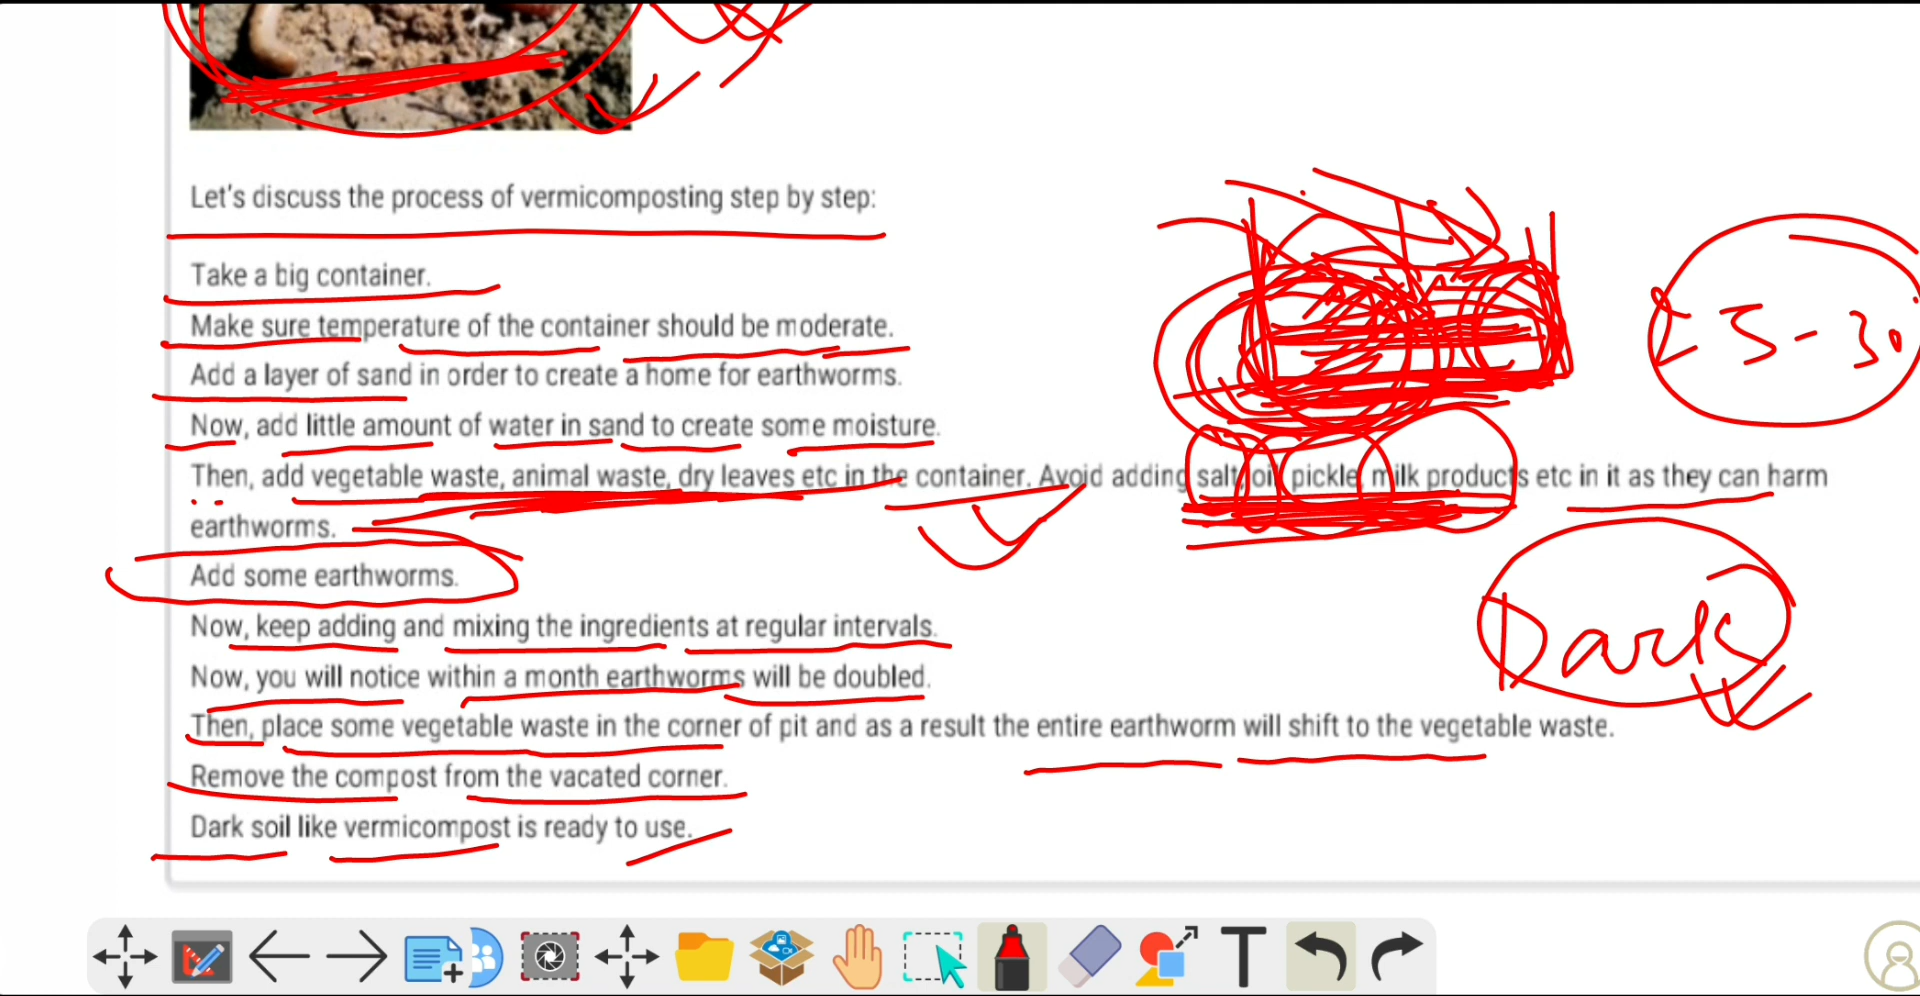 Let's discuss the process of vermicomposting step by step:
Take a big container.
Make sure temperature of the container should be moderate.
Add a layer of sand in order to create a home for earthworms.
Now, add little amount of water in sand to create some moisture.
Then, add vegetable waste, animal waste, dry leaves etc in the container. Avoid adding salt, oil, pickle, milk products etc in it as they can harm
earthworms.
Add some earthworms.
Now, keep adding and mixing the ingredients at regular intervals.
Now, you will notice within a month earthworms will be doubled.
Then, place some vegetable waste in the corner of pit and as a result the entire earthworm will shift to the vegetable waste.
Remove the compost from the vacated corner.
Dark soil like vermicompost is ready to use.
Dark